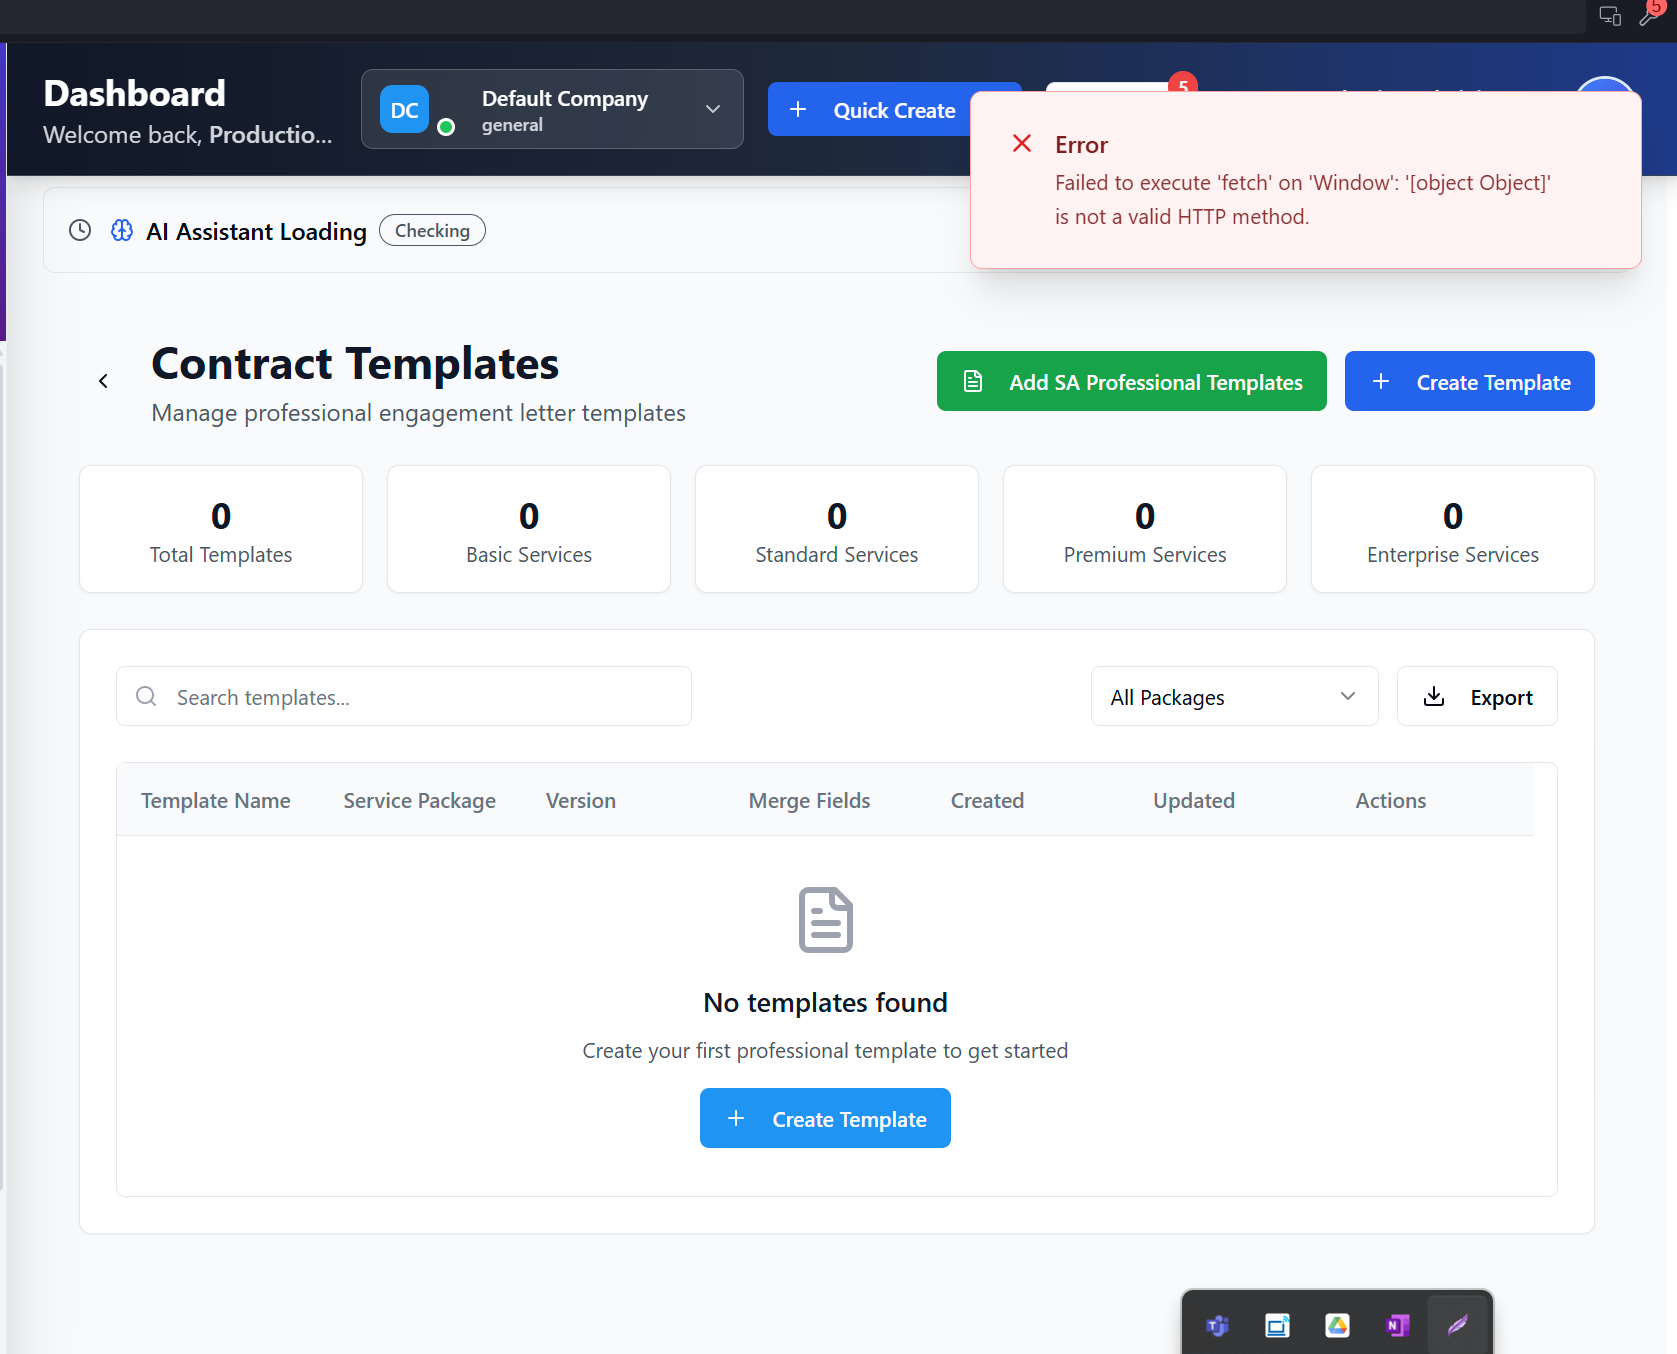 5
Dashboard
Welcome back, Productio...
DC
Default Company
general
Quick Create
5
Error
Failed to execute 'fetch' on 'Window': '[object Object]'
is not a valid HTTP method.
AI Assistant Loading
Checking
Contract Templates
Manage professional engagement letter templates
Add SA Professional Templates
Create Template
0
Total Templates
0
Basic Services
0
Standard Services
0
Premium Services
0
Enterprise Services
Search templates...
All Packages
Export
Template Name Service Package Version Merge Fields Created Updated Actions
No templates found
Create your first professional template to get started
Create Template